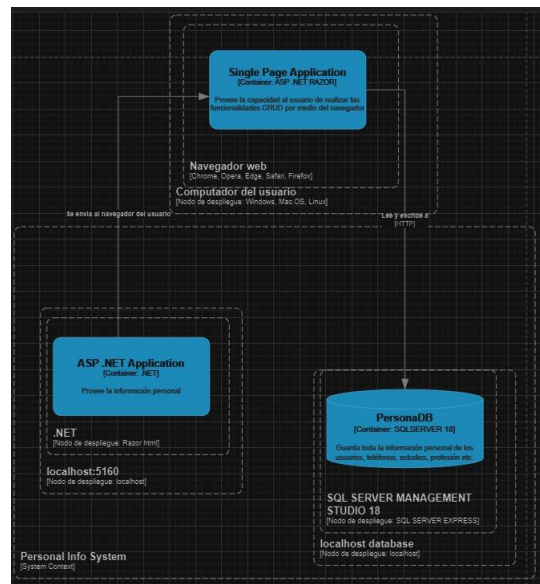 Single Page Application
[Container: ASP .NET RAZOR]
Provee la capacidad al usuario de realizar las
funcionalidades CRUD por medio del navegador
Navegador web
[Chrome, Opera, Edge, Safari, Firefox]
Computador del usuario
[Nodo de despliegue: Windows, Mac OS, Linux]
Se envia al navegador del usuario
Lee y escribe a
[HTTP]
ASP .NET Application
[Container: .NET]
Provee la información personal
.NET
[Nodo de despliegue: Razor html]
localhost:5160
[Nodo de despliegue: localhost]
PersonaDB
[Container: SQLSERVER 18]
Guarda toda la información personal de los
usuarios, teléfonos, estudios, profesión etc.
SQL SERVER MANAGEMENT
STUDIO 18
[Nodo de despliegue: SQL SERVER EXPRESS]
localhost database
[Nodo de despliegue: localhost]
Personal Info System
[System Context]